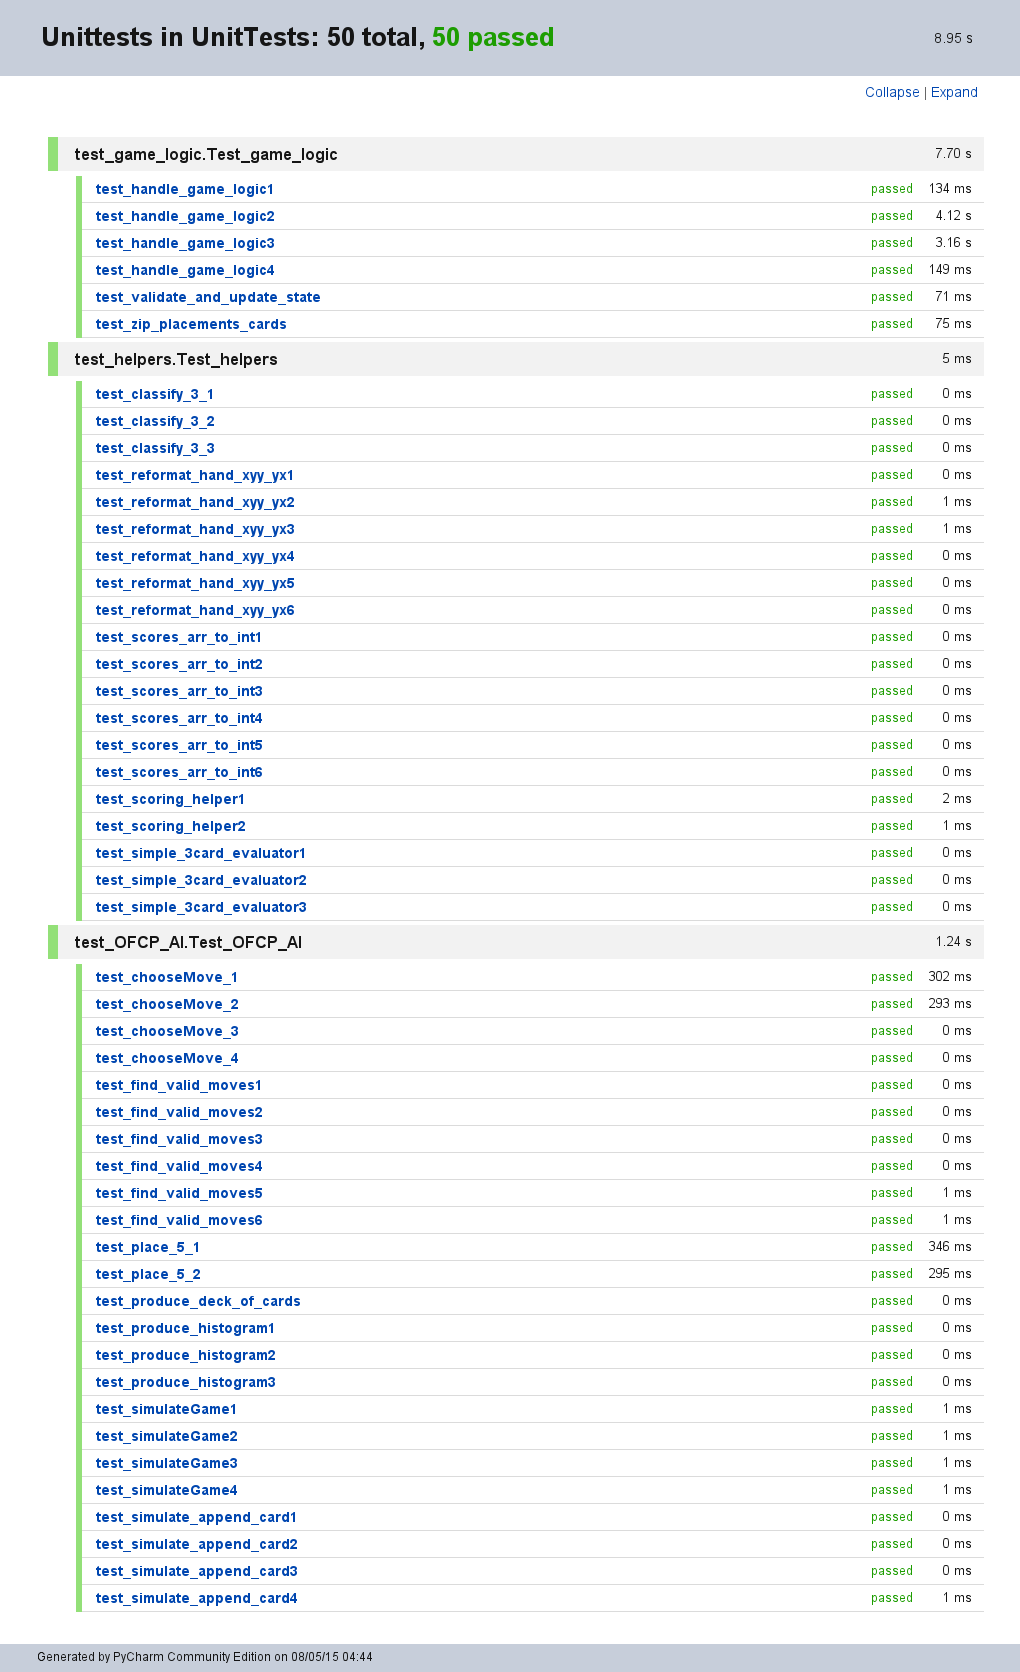 Unittests in UnitTests: 50 total, 50 passed 8.95 s
Collapse | Expand
test_game_logic.Test_game_logic 7.70 s
test_handle_game_logic1 passed 134 ms
test_handle_game_logic2 passed 4.12 s
test_handle_game_logic3 passed 3.16 s
test_handle_game_logic4 passed 149 ms
test_validate_and_update_state passed 71 ms
test_zip_placements_cards passed 75 ms
test_helpers.Test_helpers 5 ms
test_classify_3_1 passed 0 ms
test_classify_3_2 passed 0 ms
test_classify_3_3 passed 0 ms
test_reformat_hand_xyy_yx1 passed 0 ms
test_reformat_hand_xyy_yx2 passed 1 ms
test_reformat_hand_xyy_yx3 passed 1 ms
test_reformat_hand_xyy_yx4 passed 0 ms
test_reformat_hand_xyy_yx5 passed 0 ms
test_reformat_hand_xyy_yx6 passed 0 ms
test_scores_arr_to_int1 passed 0 ms
test_scores_arr_to_int2 passed 0 ms
test_scores_arr_to_int3 passed 0 ms
test_scores_arr_to_int4 passed 0 ms
test_scores_arr_to_int5 passed 0 ms
test_scores_arr_to_int6 passed 0 ms
test_scoring_helper1 passed 2 ms
test_scoring_helper2 passed 1 ms
test_simple_3card_evaluator1 passed 0 ms
test_simple_3card_evaluator2 passed 0 ms
test_simple_3card_evaluator3 passed 0 ms
test_OFCP_AI.Test_OFCP_AI 1.24 s
test_chooseMove_1 passed 302 ms
test_chooseMove_2 passed 293 ms
test_chooseMove_3 passed 0 ms
test_chooseMove_4 passed 0 ms
test_find_valid_moves1 passed 0 ms
test_find_valid_moves2 passed 0 ms
test_find_valid_moves3 passed 0 ms
test_find_valid_moves4 passed 0 ms
test_find_valid_moves5 passed 1 ms
test_find_valid_moves6 passed 1 ms
test_place_5_1 passed 346 ms
test_place_5_2 passed 295 ms
test_produce_deck_of_cards passed 0 ms
test_produce_histogram1 passed 0 ms
test_produce_histogram2 passed 0 ms
test_produce_histogram3 passed 0 ms
test_simulateGame1 passed 1 ms
test_simulateGame2 passed 1 ms
test_simulateGame3 passed 1 ms
test_simulateGame4 passed 1 ms
test_simulate_append_card1 passed 0 ms
test_simulate_append_card2 passed 0 ms
test_simulate_append_card3 passed 0 ms
test_simulate_append_card4 passed 1 ms
Generated by PyCharm Community Edition on 08/05/15 04:44